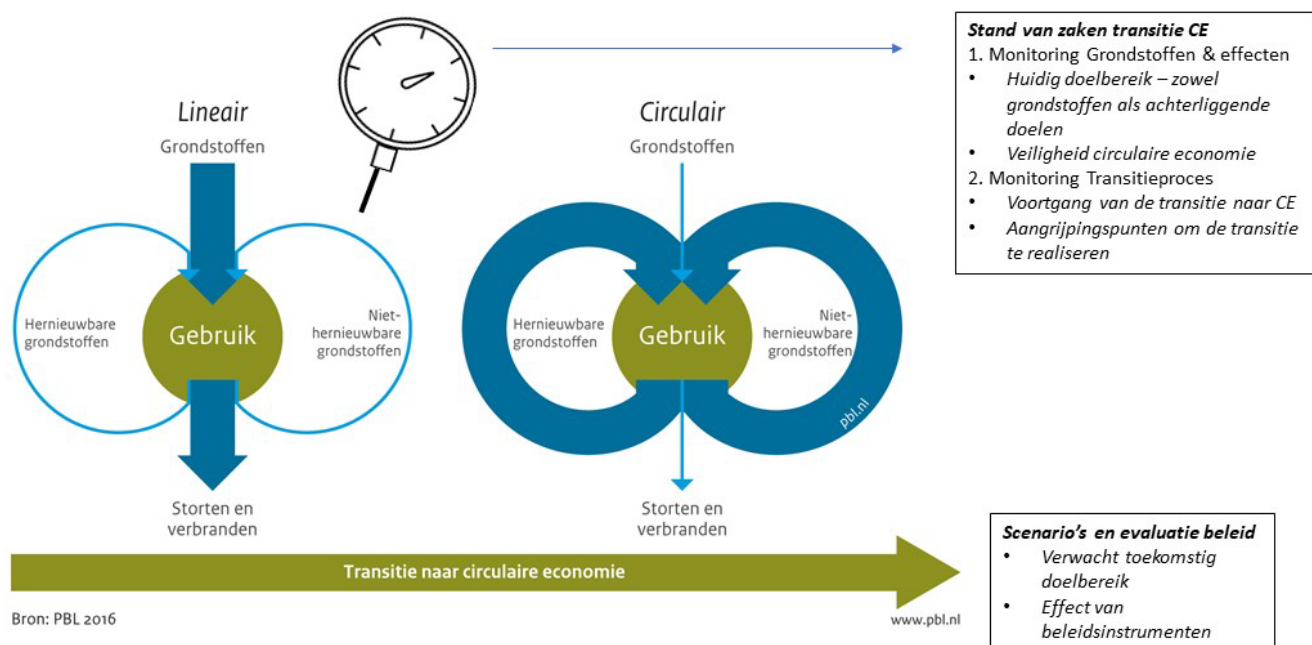 Lineair
Grondstoffen
Hernieuwbare
grondstoffen
Gebruik
Niet-
hernieuwbare
grondstoffen
Storten en
verbranden
Circulair
Grondstoffen
Hernieuwbare
grondstoffen
Gebruik
Niet-
hernieuwbare
grondstoffen
pbl.nl
Storten en
verbranden
Transitie naar circulaire economie
Bron: PBL 2016
www.pbl.nl
Stand van zaken transitie CE
1. Monitoring Grondstoffen & effecten
• Huidig doelbereik – zowel
grondstoffen als achterliggende
doelen
• Veiligheid circulaire economie
2. Monitoring Transitieproces
• Voortgang van de transitie naar CE
• Aangrijpingspunten om de transitie
te realiseren
Scenario's en evaluatie beleid
• Verwacht toekomstig
doelbereik
• Effect van
beleidsinstrumenten